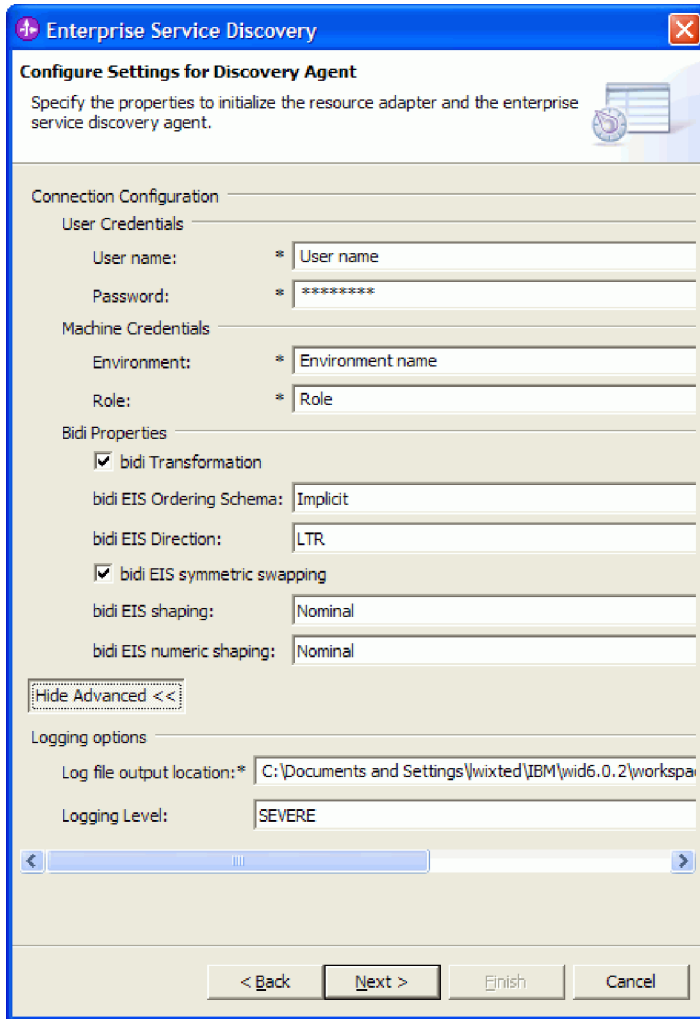 Enterprise Service Discovery
Configure Settings for Discovery Agent
Specify the properties to initialize the resource adapter and the enterprise
service discovery agent.
Connection Configuration
User Credentials
User name: * User name
Password: * ********
Machine Credentials
Environment: * Environment name
Role: * Role
Bidi Properties
bidi Transformation
bidi EIS Ordering Schema: Implicit
bidi EIS Direction: LTR
bidi EIS symmetric swapping
bidi EIS shaping: Nominal
bidi EIS numeric shaping: Nominal
Hide Advanced <<
Logging options
Log file output location:* C:\Documents and Settings\lwixted\IBM\wid6.0.2\workspa
Logging Level: SEVERE
< Back Next > Finish Cancel